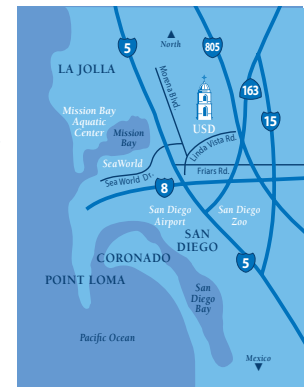 5
North
805
LA JOLLA
Morena Blvd.
163
15
Mission Bay
Aquatic
Center
Mission
Bay
USD
Linda Vista Rd.
SeaWorld
Sea World Dr.
Friars Rd.
8
San Diego
Airport
San Diego
Zoo
SAN
DIEGO
CORONADO
5
POINT LOMA
San
Diego
Bay
Pacific Ocean
Mexico